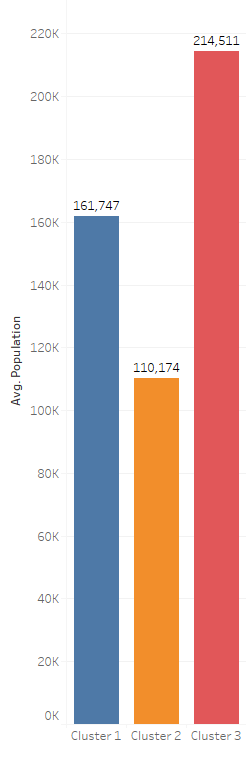 Avg. Population
220K
200K
180K
160K
140K
120K
100K
80K
60K
40K
20K
0K
161,747
110,174
214,511
Cluster 1
Cluster 2
Cluster 3